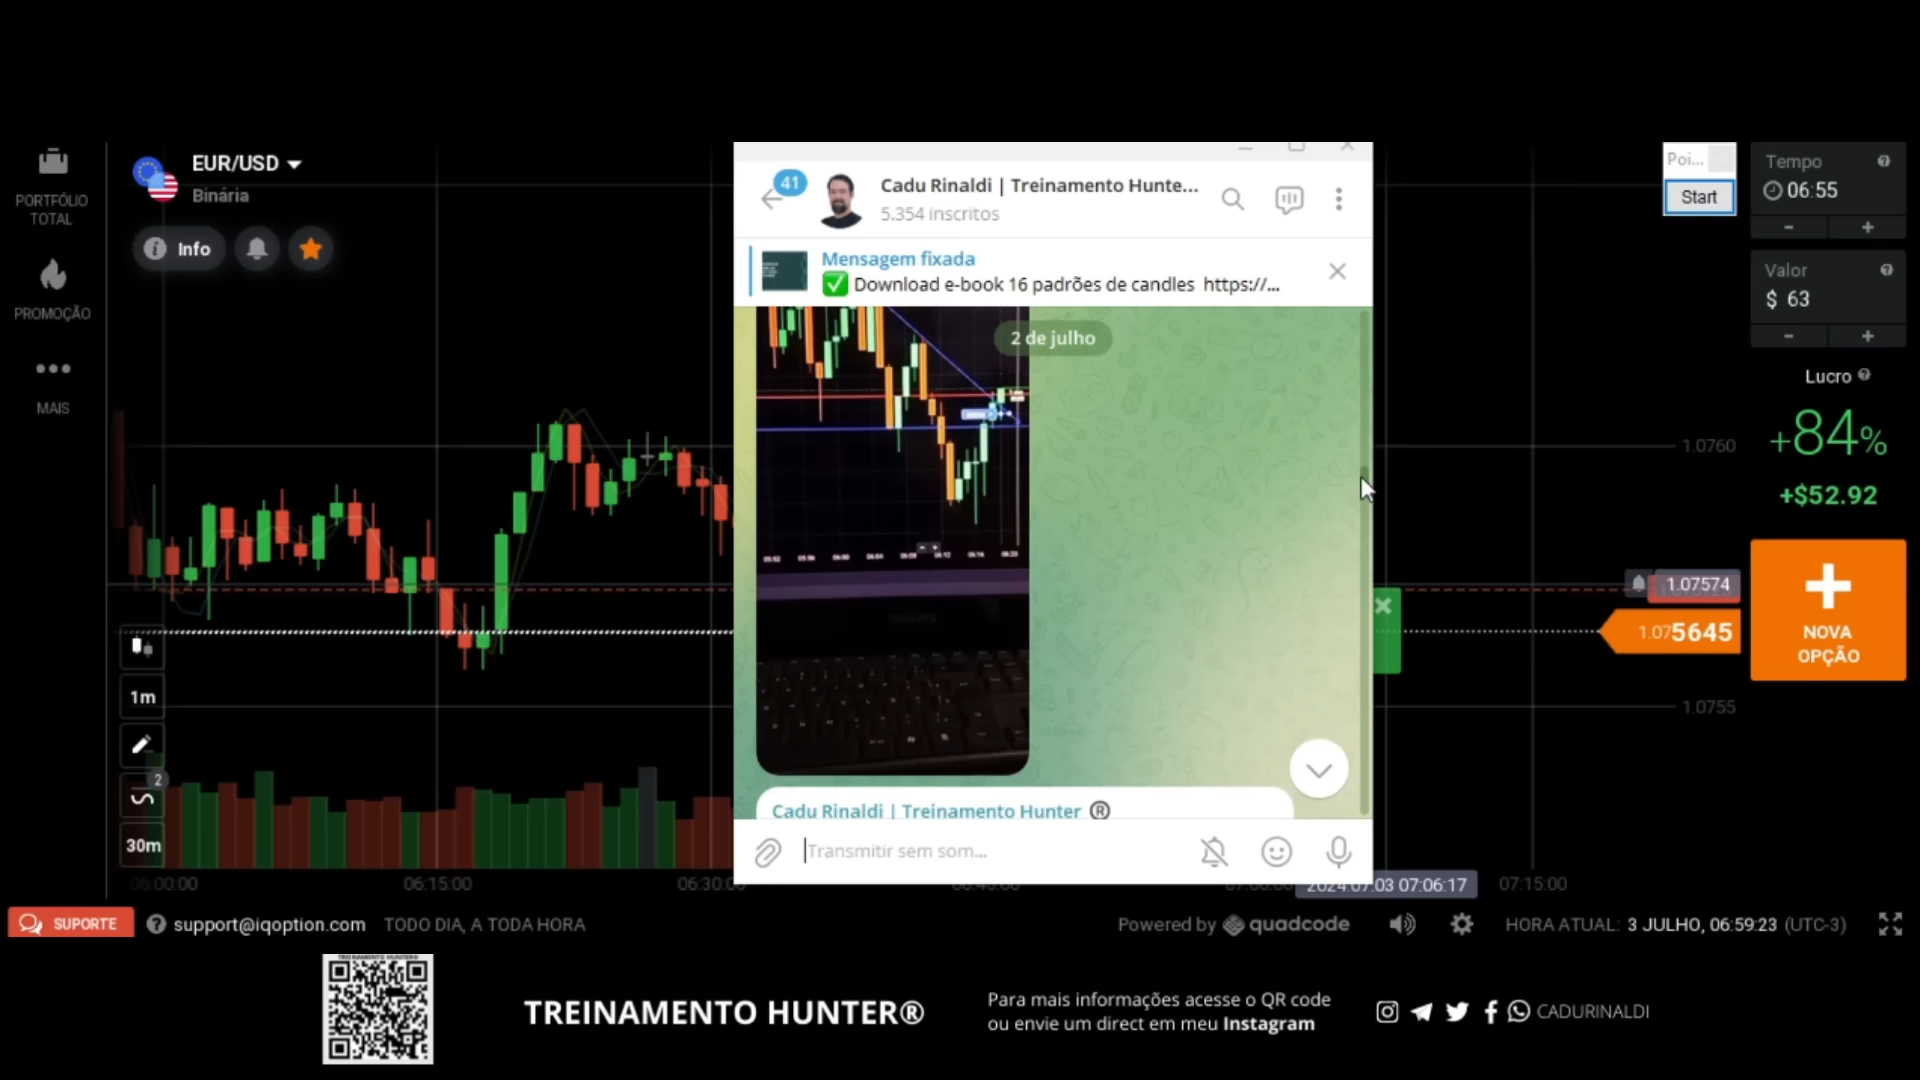 PORTFÓLIO
TOTAL
PROMOÇÃO
MAIS
EUR/USD
Binária
Info
1m
2
30m
41
Cadu Rinaldi | Treinamento Hunte...
5.354 inscritos
Mensagem fixada
✅ Download e-book 16 padrões de candles https://...
2 de julho
Cadu Rinaldi | Treinamento Hunter ®
Transmitir sem som...
Poi...
Start
Tempo
06:55
- +
Valor
$ 63
- +
Lucro
+84%
+$52.92
NOVA
OPÇÃO
1.0760
1.07574
1.075645
1.0755
06:00:00
06:15:00
06:30:00
2024.07.03 07:06:17
07:15:00
SUPORTE
support@iqoption.com
TODO DIA, A TODA HORA
Powered by quadcode
HORA ATUAL: 3 JULHO, 06:59:23 (UTC-3)
TREINAMENTO HUNTER®
TREINAMENTO HUNTER®
Para mais informações acesse o QR code
ou envie um direct em meu Instagram
CADURINALDI